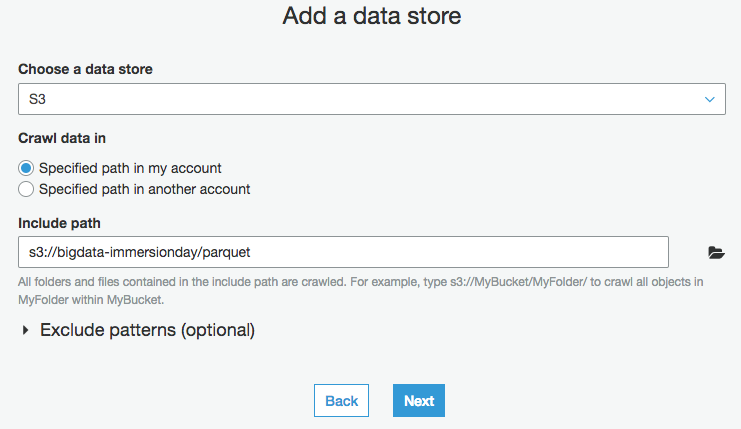 Add a data store
Choose a data store
S3
Crawl data in
Specified path in my account
Specified path in another account
Include path
s3://bigdata-immersionday/parquet
All folders and files contained in the include path are crawled. For example, type s3://MyBucket/MyFolder/ to crawl all objects in
MyFolder within MyBucket.
Exclude patterns (optional)
Back Next